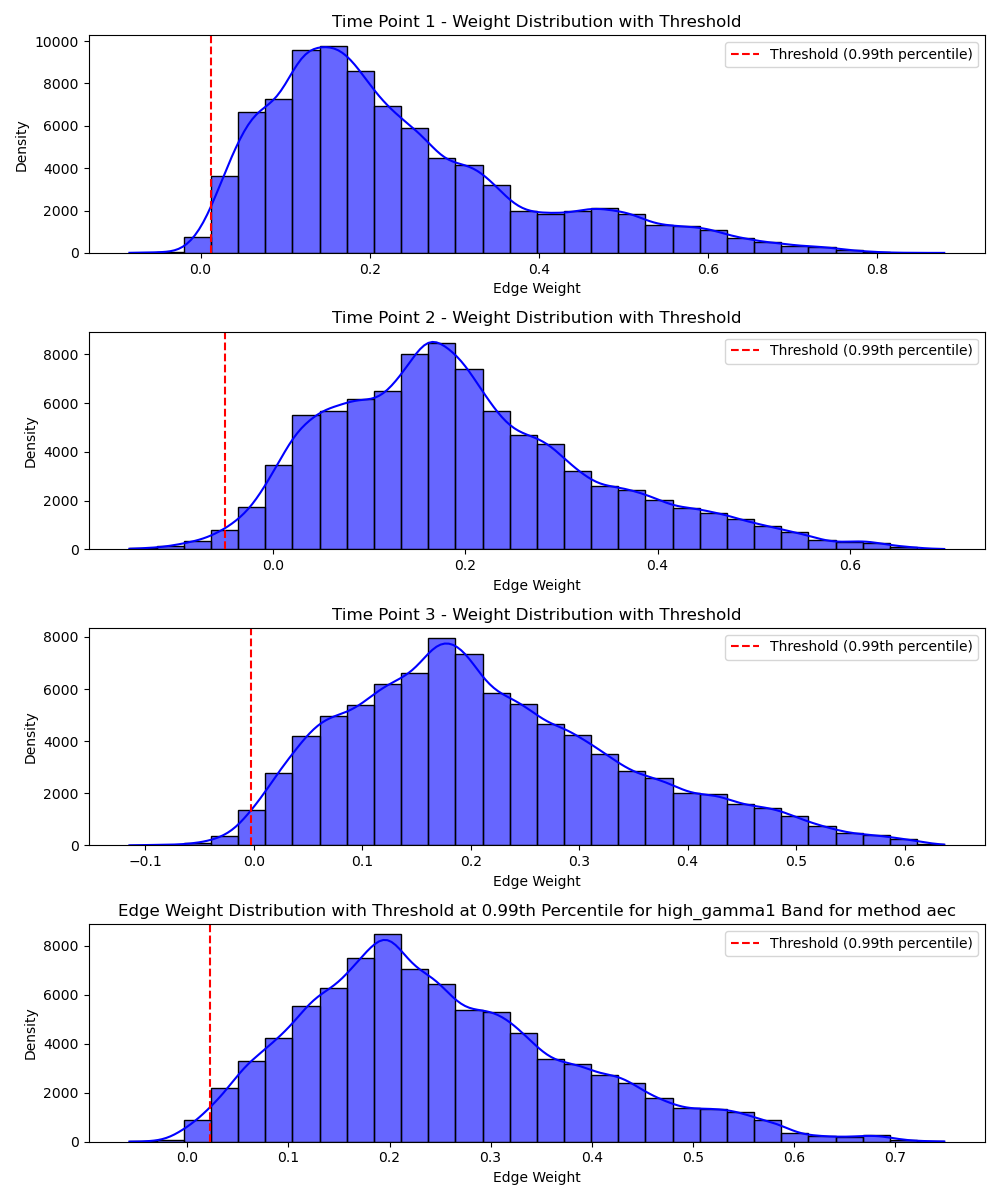 Time Point 1 - Weight Distribution with Threshold
Threshold (0.99th percentile)
Density
10000
8000
6000
4000
2000
0
0.0 0.2 0.4 0.6 0.8
Edge Weight
Time Point 2 - Weight Distribution with Threshold
Threshold (0.99th percentile)
Density
8000
6000
4000
2000
0
0.0 0.2 0.4 0.6
Edge Weight
Time Point 3 - Weight Distribution with Threshold
Threshold (0.99th percentile)
Density
8000
6000
4000
2000
0
−0.1 0.0 0.1 0.2 0.3 0.4 0.5 0.6
Edge Weight
Edge Weight Distribution with Threshold at 0.99th Percentile for high_gamma1 Band for method aec
Threshold (0.99th percentile)
Density
8000
6000
4000
2000
0
0.0 0.1 0.2 0.3 0.4 0.5 0.6 0.7
Edge Weight